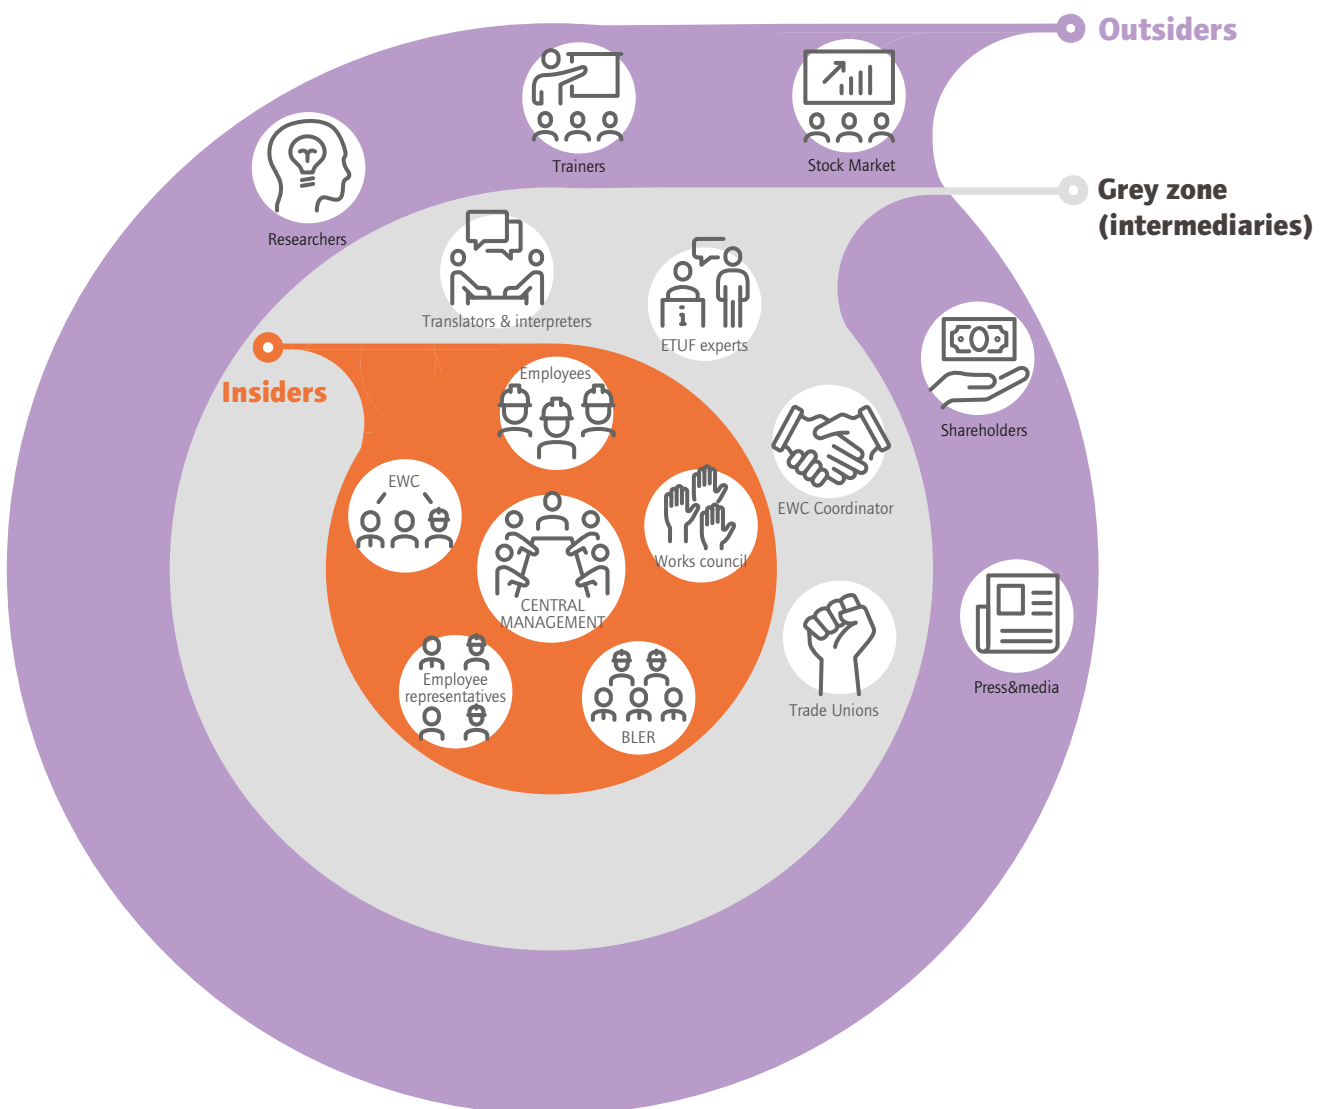 Outsiders
Trainers
Stock Market
Grey zone
(intermediaries)
Researchers
Translators & interpreters
ETUF experts
Insiders
Employees
Shareholders
EWC
EWC Coordinator
Works council
i
CENTRAL
MANAGEMENT
Employee
representatives
BLER
Trade Unions
Press&media